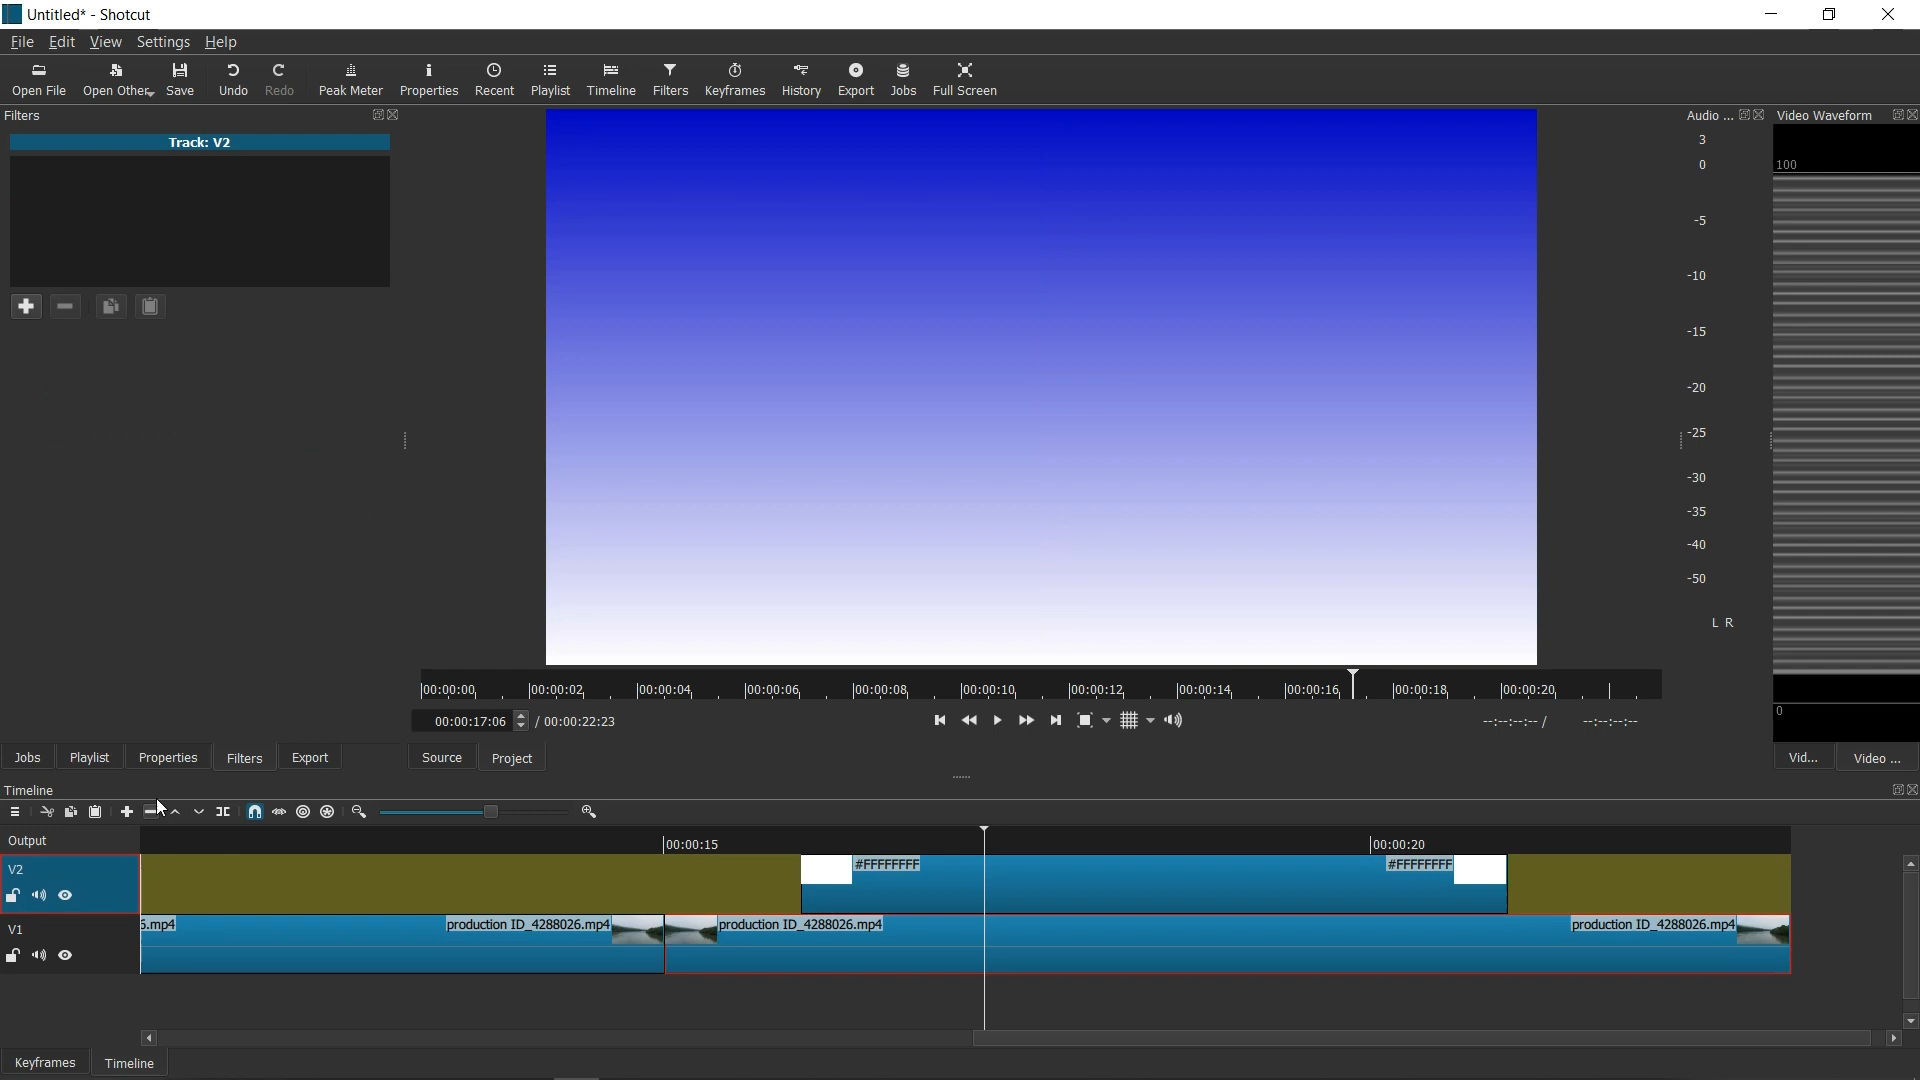 Untitled* - Shotcut
File Edit View Settings Help
Open File Open Other Save Undo Redo Peak Meter Properties Recent Playlist Timeline Filters Keyframes History Export Jobs Full Screen
Filters
Track: V2
Audio ...
Video Waveform
3
0
-5
-10
-15
-20
-25
-30
-35
-40
-50
L R
100
0
00:00:00 00:00:02 00:00:04 00:00:06 00:00:08 00:00:10 00:00:12 00:00:14 00:00:16 00:00:18 00:00:20
00:00:17:06 / 00:00:22:23
--:--:--:-- / --:--:--:--
Jobs Playlist Properties Filters Export
Source Project
Vid... Video ...
Timeline
Output
00:00:15 00:00:20
V2
#FFFFFFFF #FFFFFFFF
V1
6.mp4 production ID_4288026.mp4 production ID_4288026.mp4 production ID_4288026.mp4
Keyframes Timeline